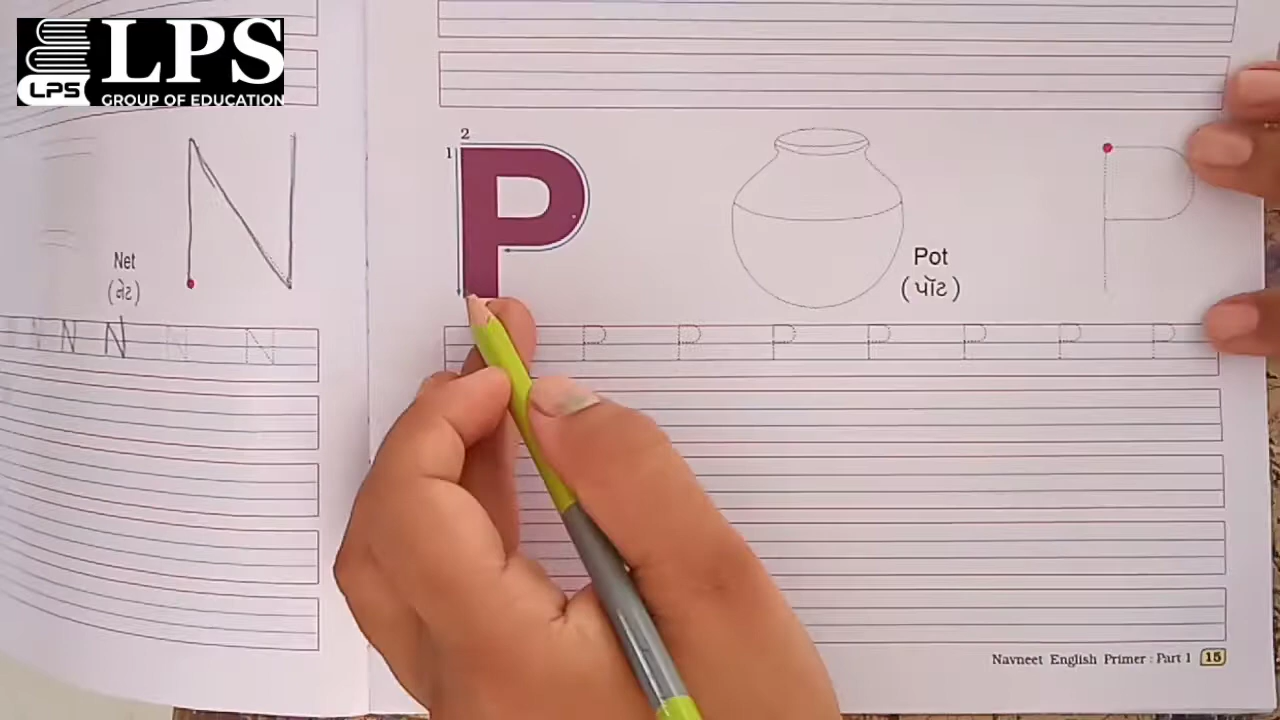 LPS
LPS
GROUP OF EDUCATION
N
Net
(નેટ)
N N N N N
2
1
P
Pot
(પૉટ)
P
P P P P P P P
Navneet English Primer : Part 1 15